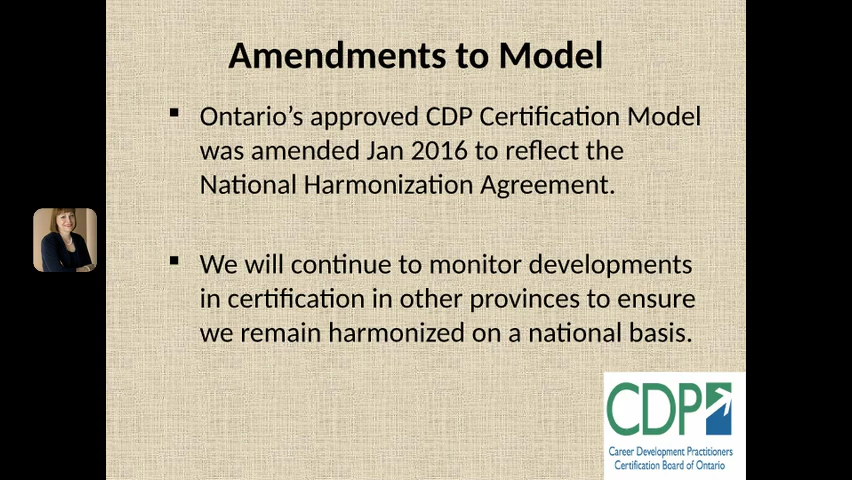 Amendments to Model
▪ Ontario’s approved CDP Certification Model
was amended Jan 2016 to reflect the
National Harmonization Agreement.
▪ We will continue to monitor developments
in certification in other provinces to ensure
we remain harmonized on a national basis.
CDP
Career Development Practitioners
Certification Board of Ontario